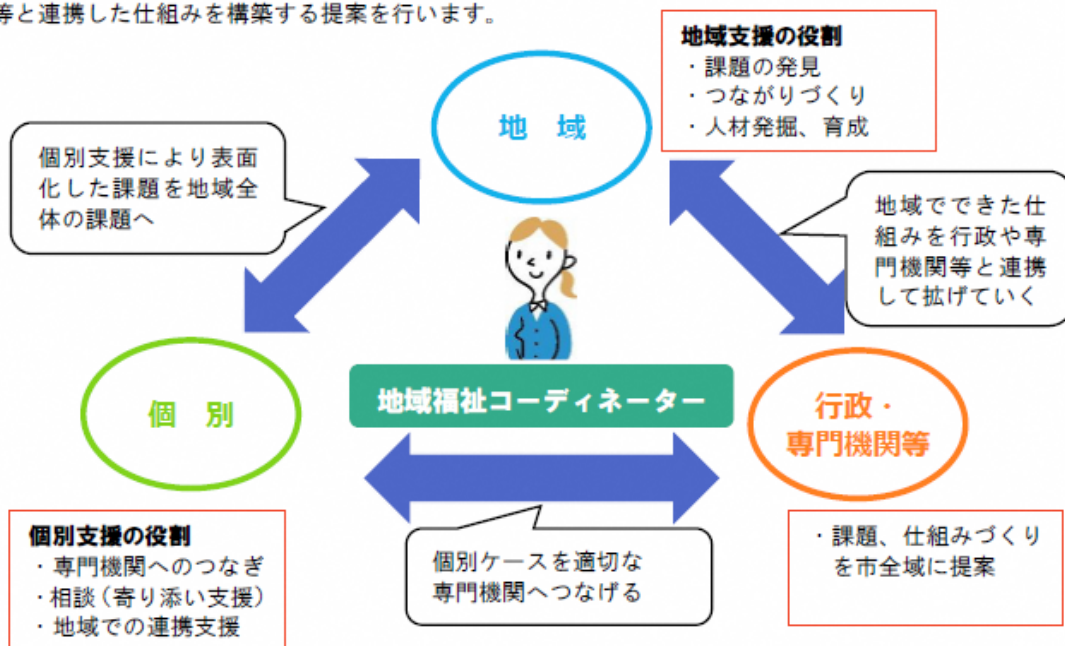 等と連携した仕組みを構築する提案を行います。
地域支援の役割
・課題の発見
・つながりづくり
・人材発掘、育成
地　域
個別支援により表面
化した課題を地域全
体の課題へ
地域でできた仕
組みを行政や専
門機関等と連携
して拡げていく
地域福祉コーディネーター
個　別
行政・
専門機関等
個別支援の役割
・専門機関へのつなぎ
・相談（寄り添い支援）
・地域での連携支援
個別ケースを適切な
専門機関へつなげる
・課題、仕組みづくり
を市全域に提案